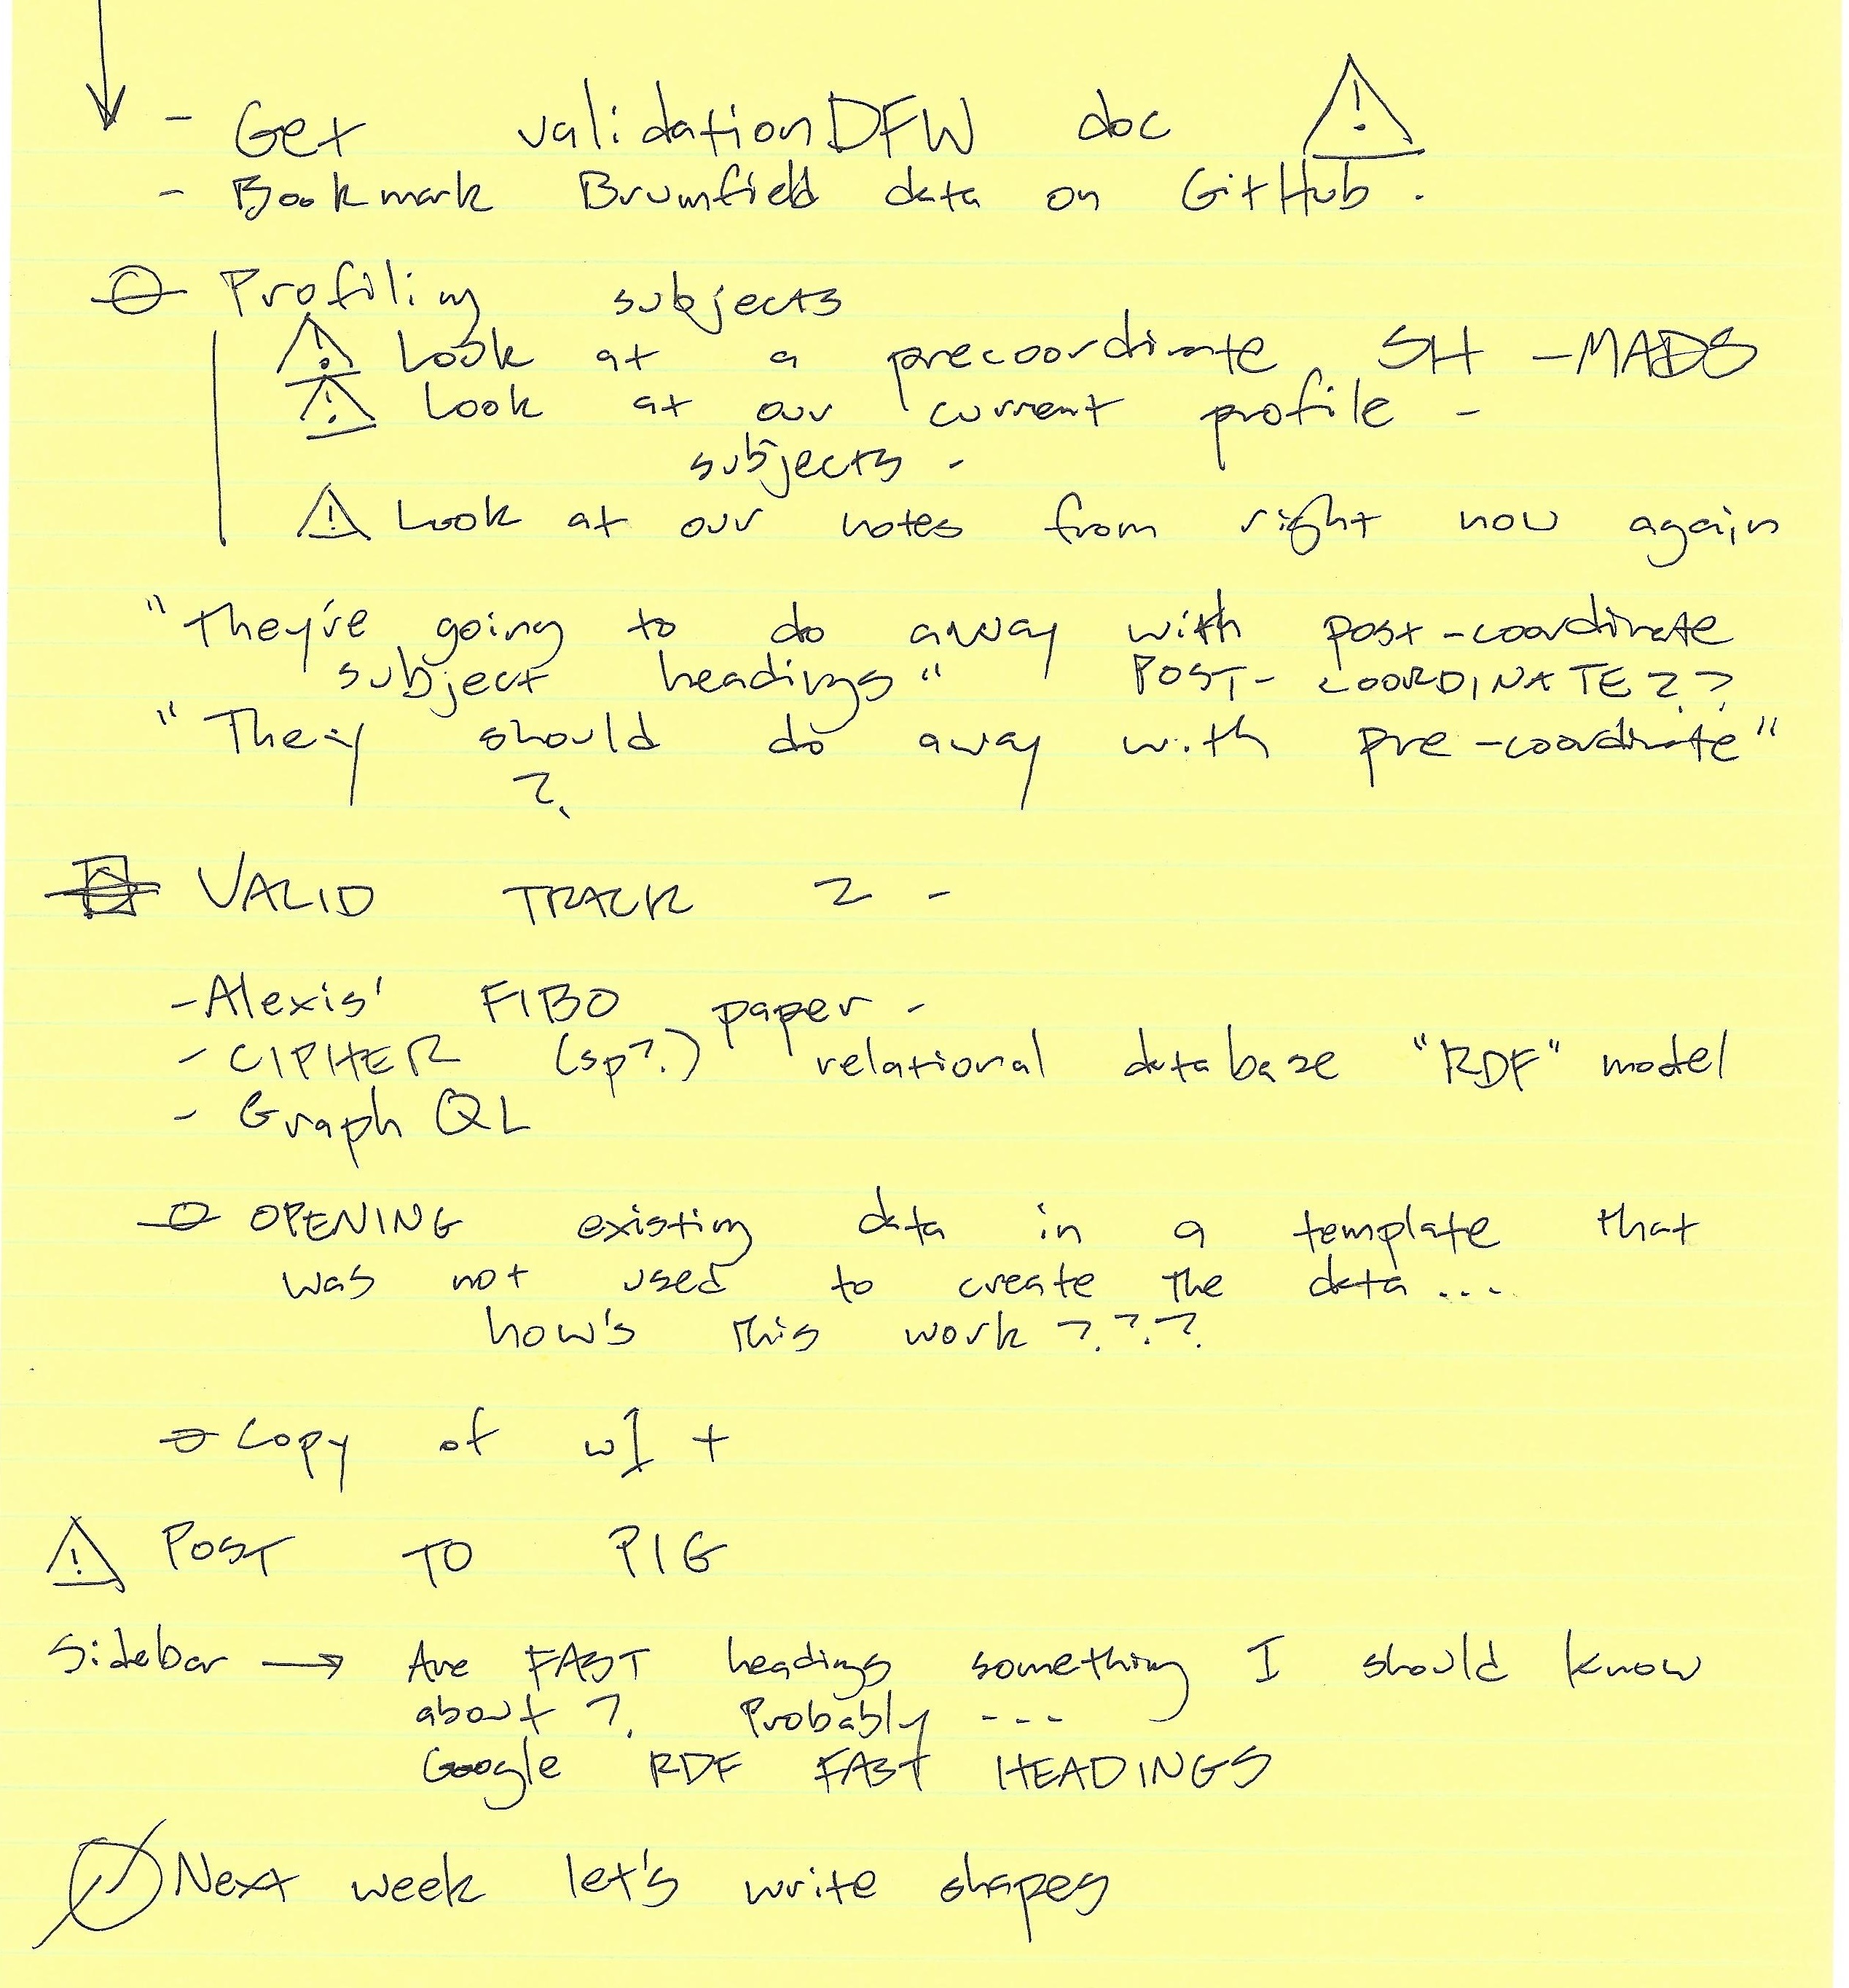 - Get validationDFW doc
- Bookmark Brumfield data on GitHub.
Profiling subjects
Look at a precoordinate SH - MADS
Look at our current profile -
subjects -
Look at our notes from right now again
"They're going to do away with post-coordinate
subject headings" POST-COORDINATE??
"They should do away with pre-coordinate"
?
VALID TRACK 2 -
- Alexis' FIBO paper -
- CIPHER (sp?) relational database "RDF" model
- Graph QL
OPENING existing data in a template that
was not used to create the data...
how's this work ???
Copy of +
POST TO PIG
Sidebar → Are FAST headings something I should know
about? Probably ---
Google RDF FAST HEADINGS
Next week let's write shapes